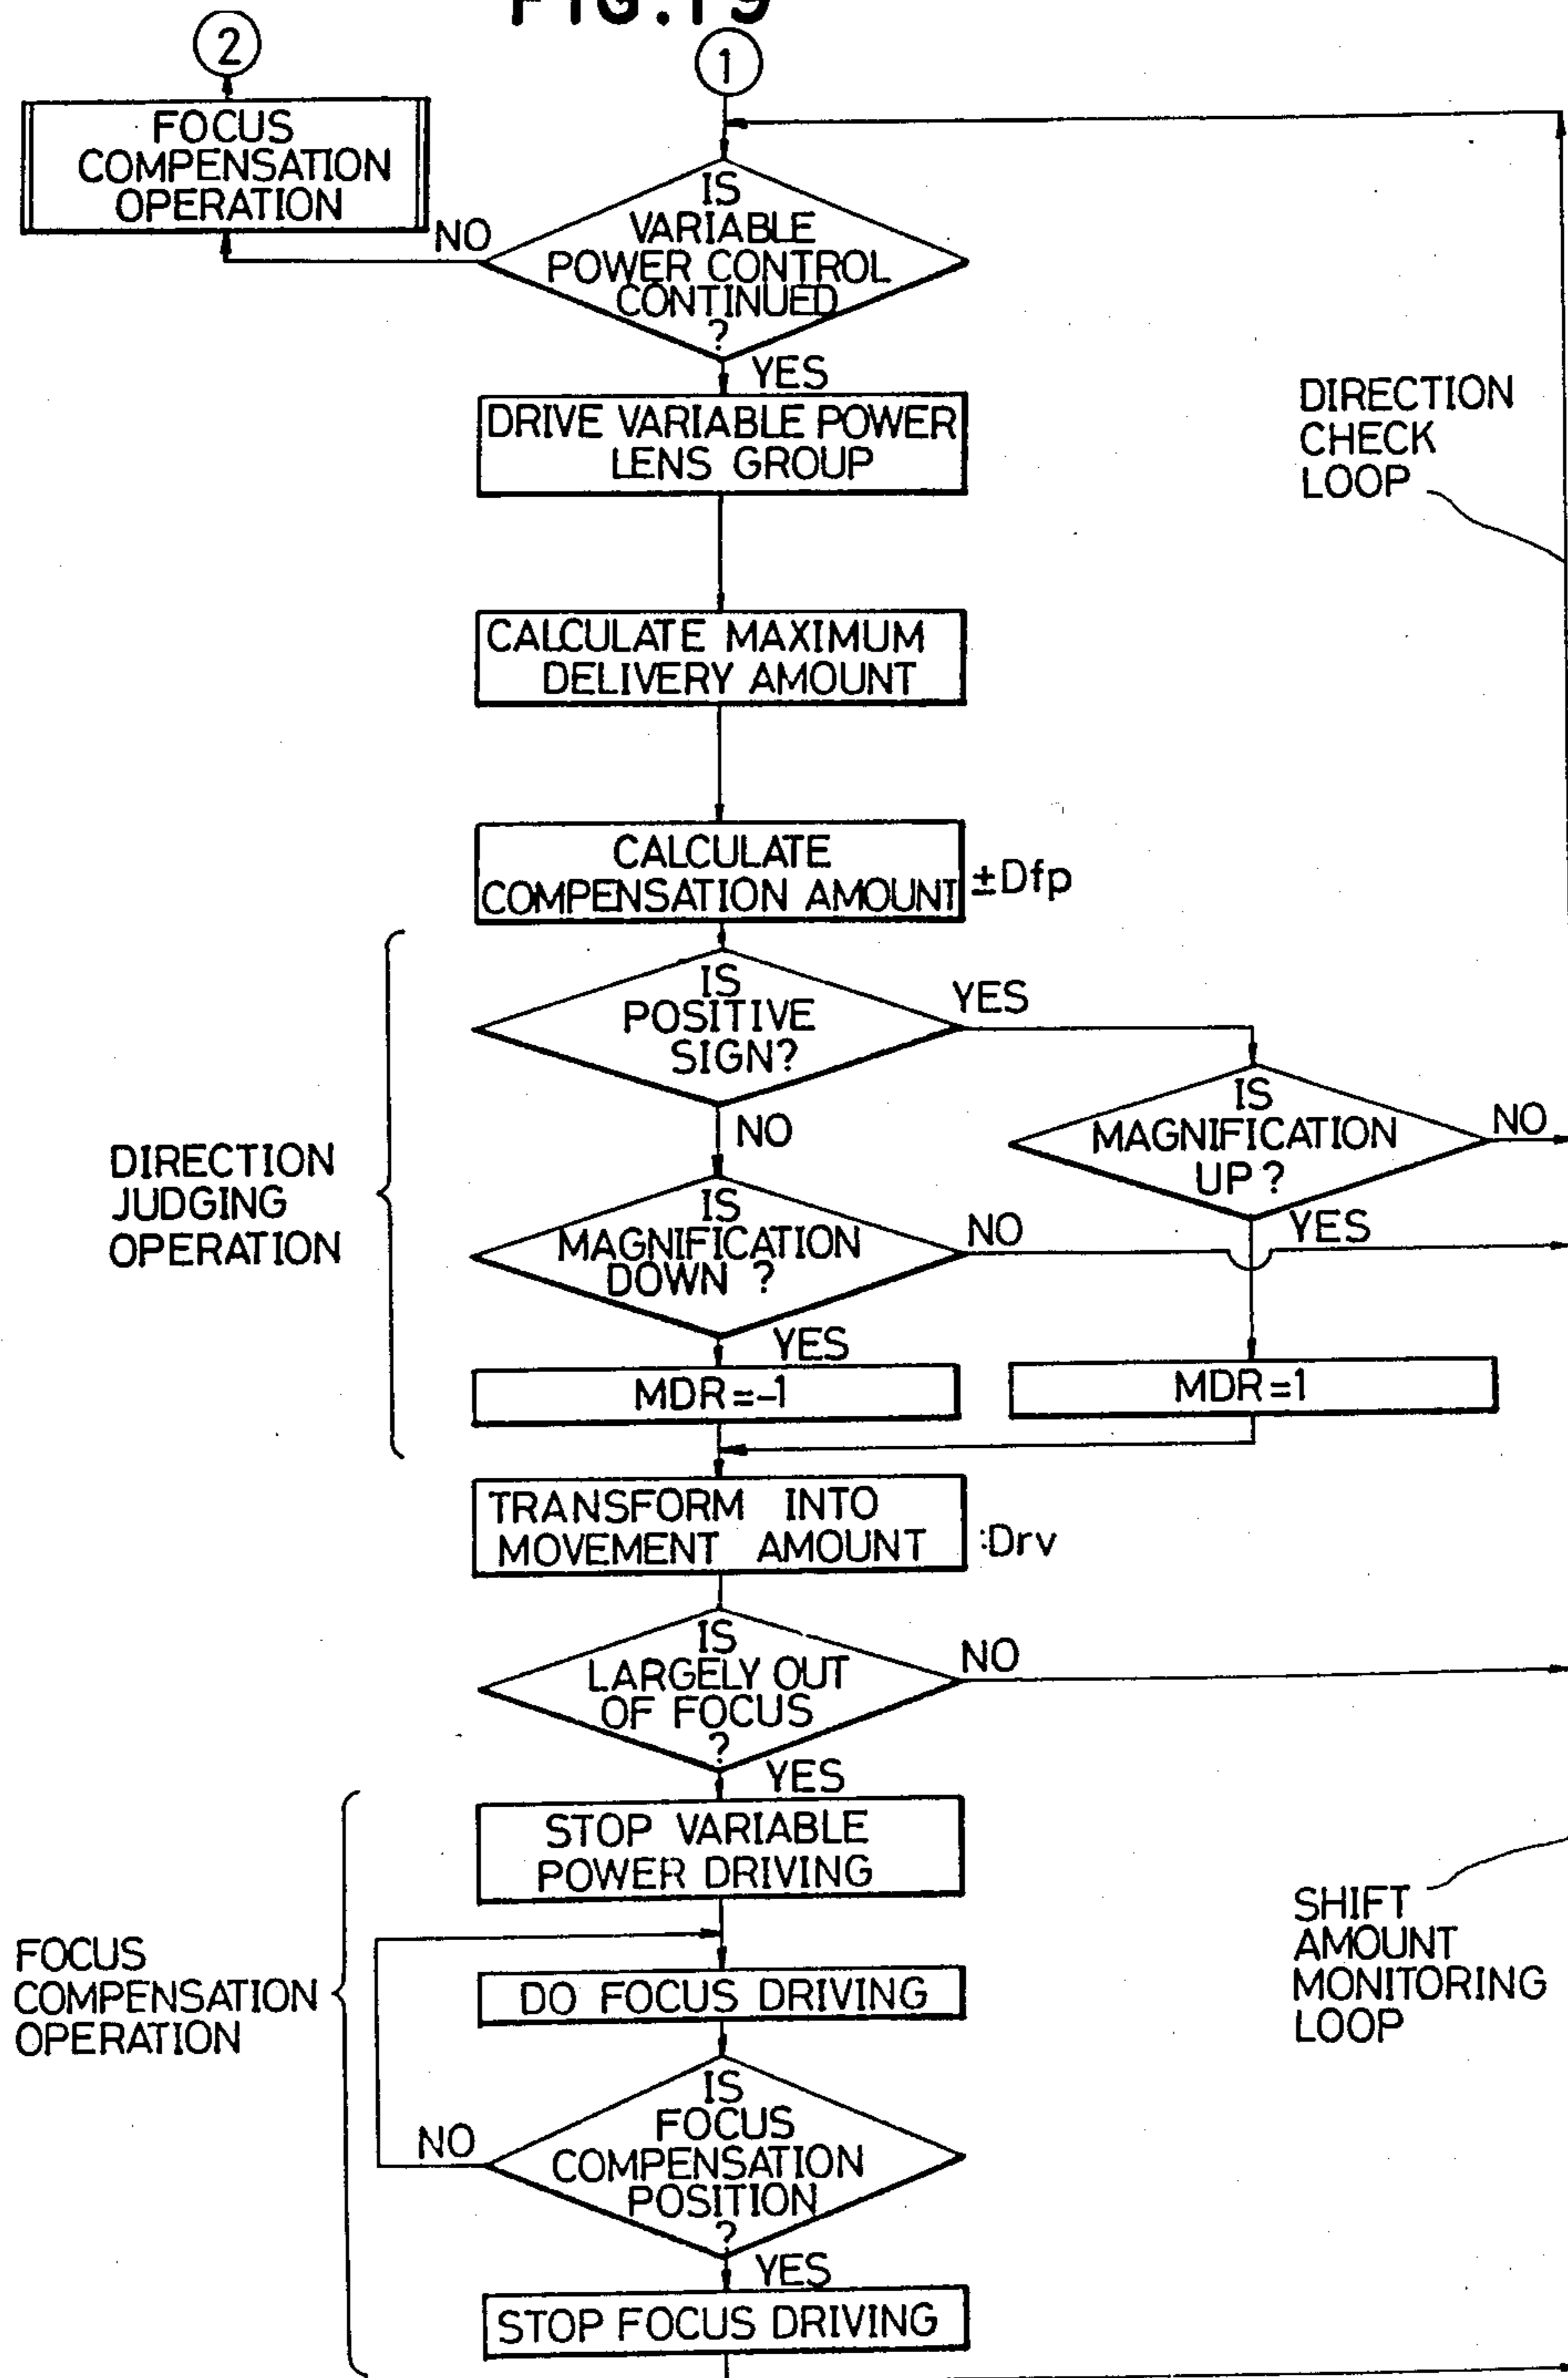 FIG.19
2
1
FOCUS
COMPENSATION
OPERATION
NO
IS
VARIABLE
POWER CONTROL
CONTINUED
?
YES
DRIVE VARIABLE POWER
LENS GROUP
DIRECTION
CHECK
LOOP
CALCULATE MAXIMUM
DELIVERY AMOUNT
CALCULATE
COMPENSATION AMOUNT
±Dfp
IS
POSITIVE
SIGN?
YES
NO
IS
MAGNIFICATION
UP ?
NO
YES
DIRECTION
JUDGING
OPERATION
IS
MAGNIFICATION
DOWN ?
NO
YES
MDR=-1
MDR=1
TRANSFORM INTO
MOVEMENT AMOUNT
:Drv
IS
LARGELY OUT
OF FOCUS
?
NO
YES
STOP VARIABLE
POWER DRIVING
SHIFT
AMOUNT
MONITORING
LOOP
FOCUS
COMPENSATION
OPERATION
DO FOCUS DRIVING
IS
FOCUS
COMPENSATION
POSITION
?
NO
YES
STOP FOCUS DRIVING